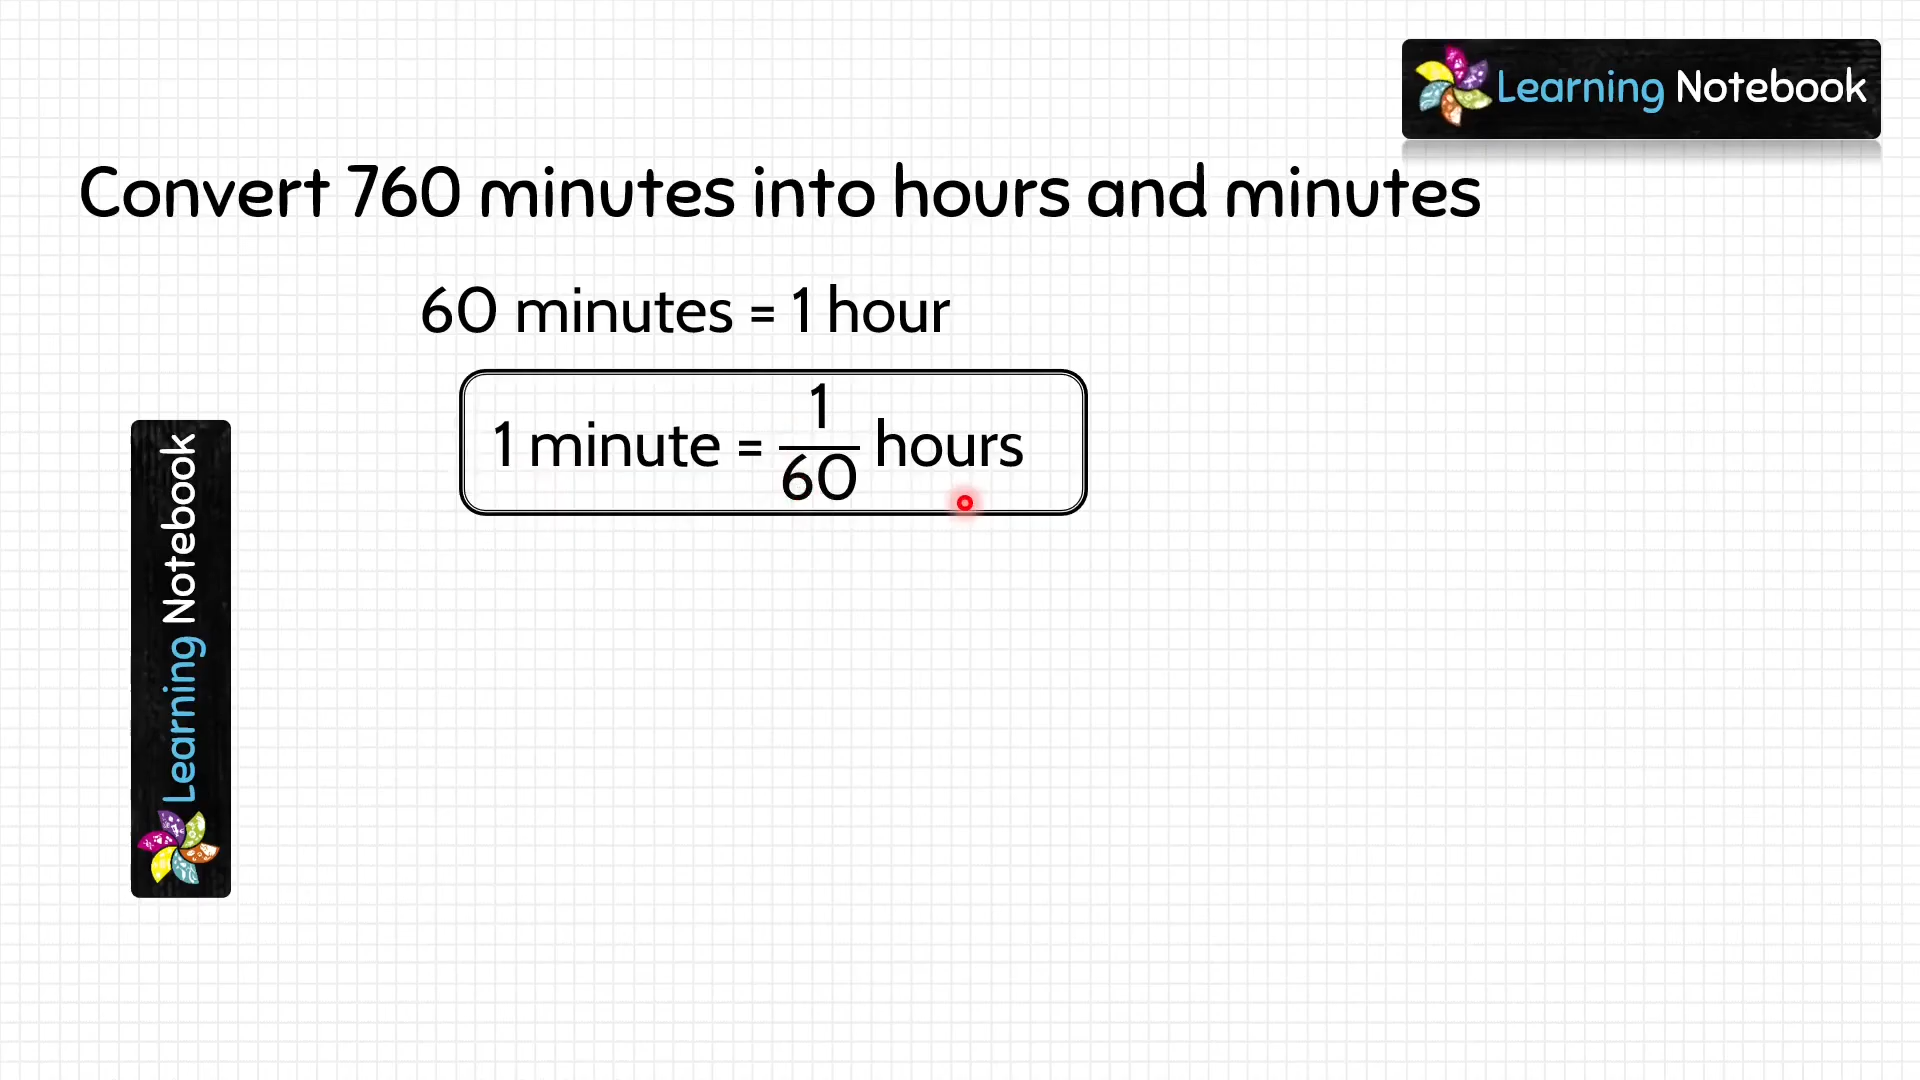 Learning Notebook
Convert 760 minutes into hours and minutes
60 minutes = 1 hour
1 minute = 1/60 hours
Learning Notebook